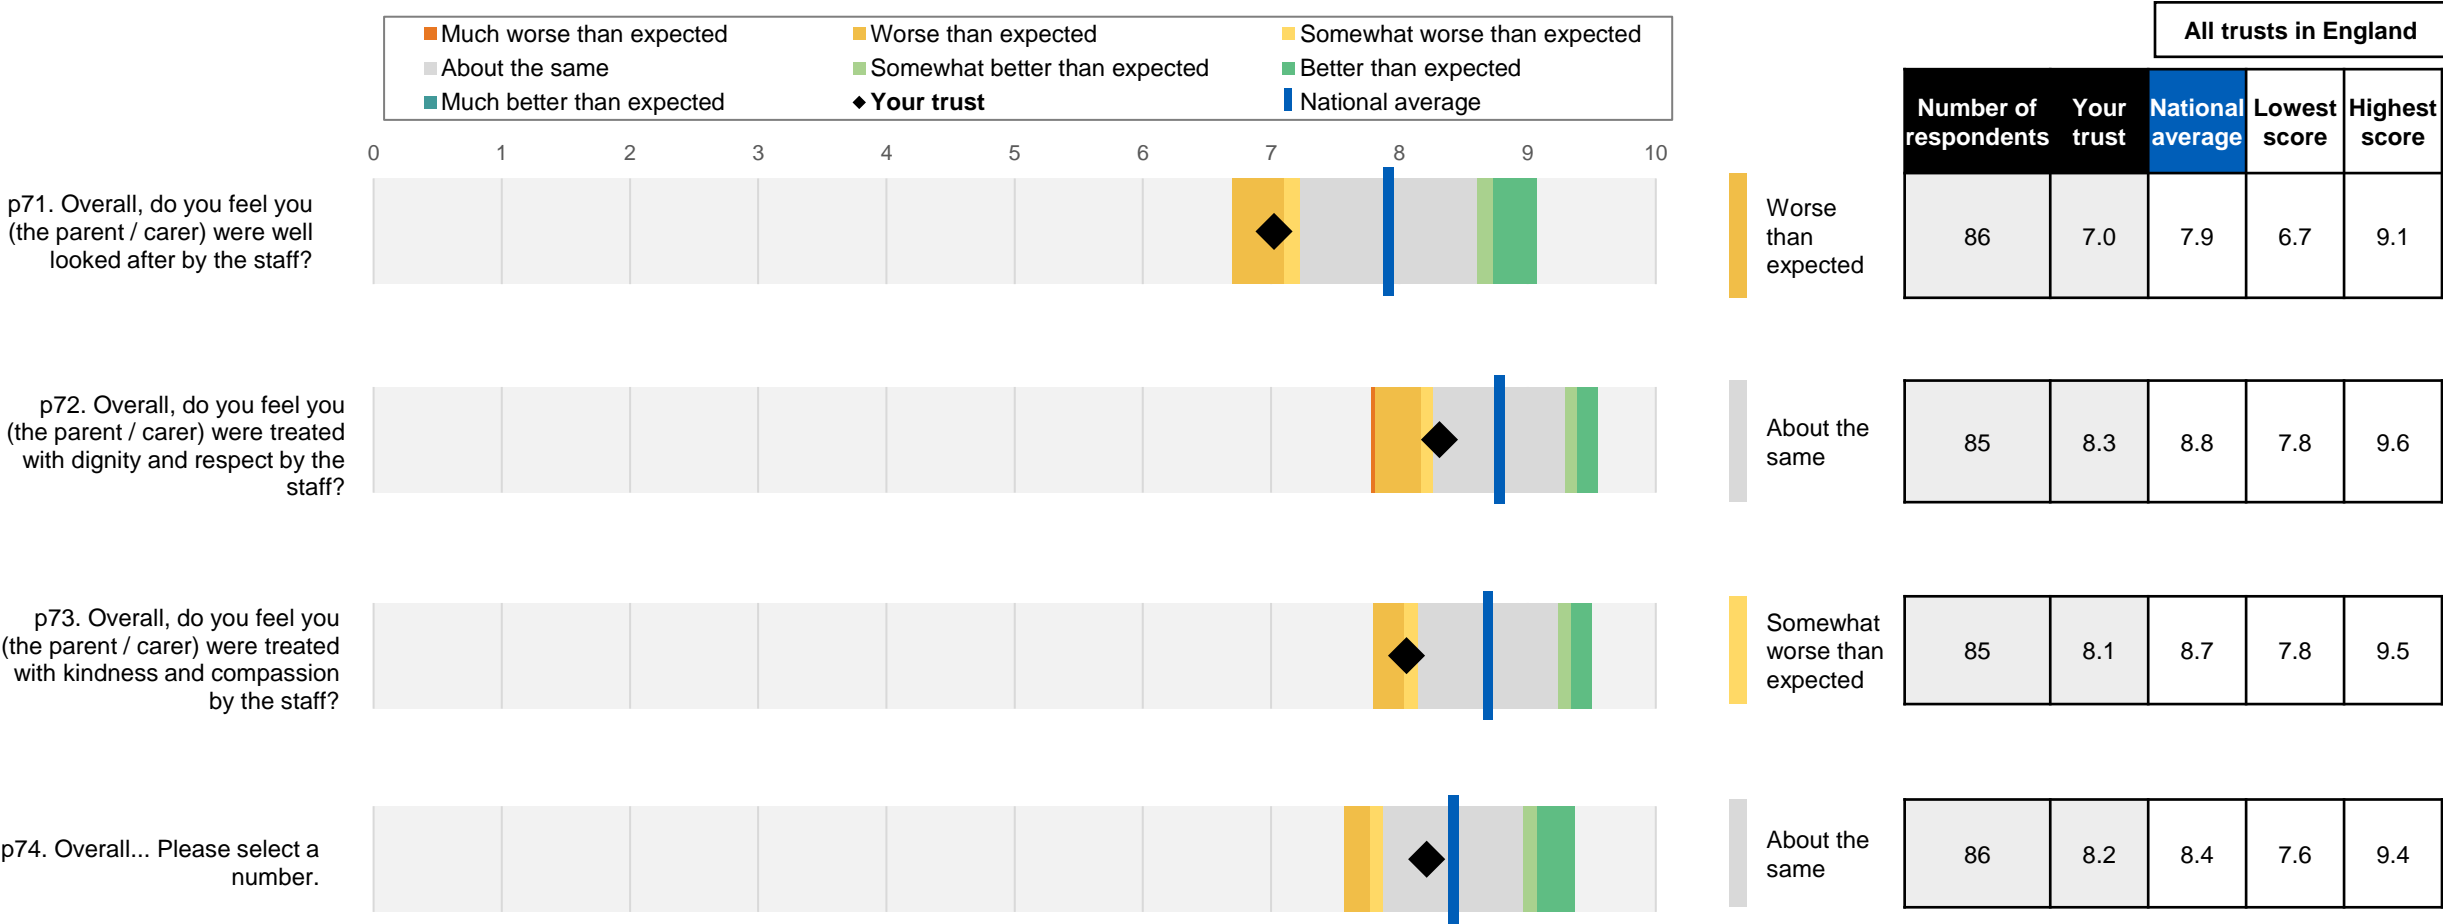 All trusts in England
Much worse than expected
Worse than expected
Somewhat worse than expected
About the same
Somewhat better than expected
Better than expected
Much better than expected
Your trust
National average
Number of
respondents
Your
trust
National
average
Lowest
score
Highest
score
0 1 2 3 4 5 6 7 8 9 10
p71. Overall, do you feel you
(the parent / carer) were well
looked after by the staff?
Worse
than
expected
86 7.0 7.9 6.7 9.1
p72. Overall, do you feel you
(the parent / carer) were treated
with dignity and respect by the
staff?
About the
same
85 8.3 8.8 7.8 9.6
p73. Overall, do you feel you
(the parent / carer) were treated
with kindness and compassion
by the staff?
Somewhat
worse than
expected
85 8.1 8.7 7.8 9.5
p74. Overall... Please select a
number.
About the
same
86 8.2 8.4 7.6 9.4